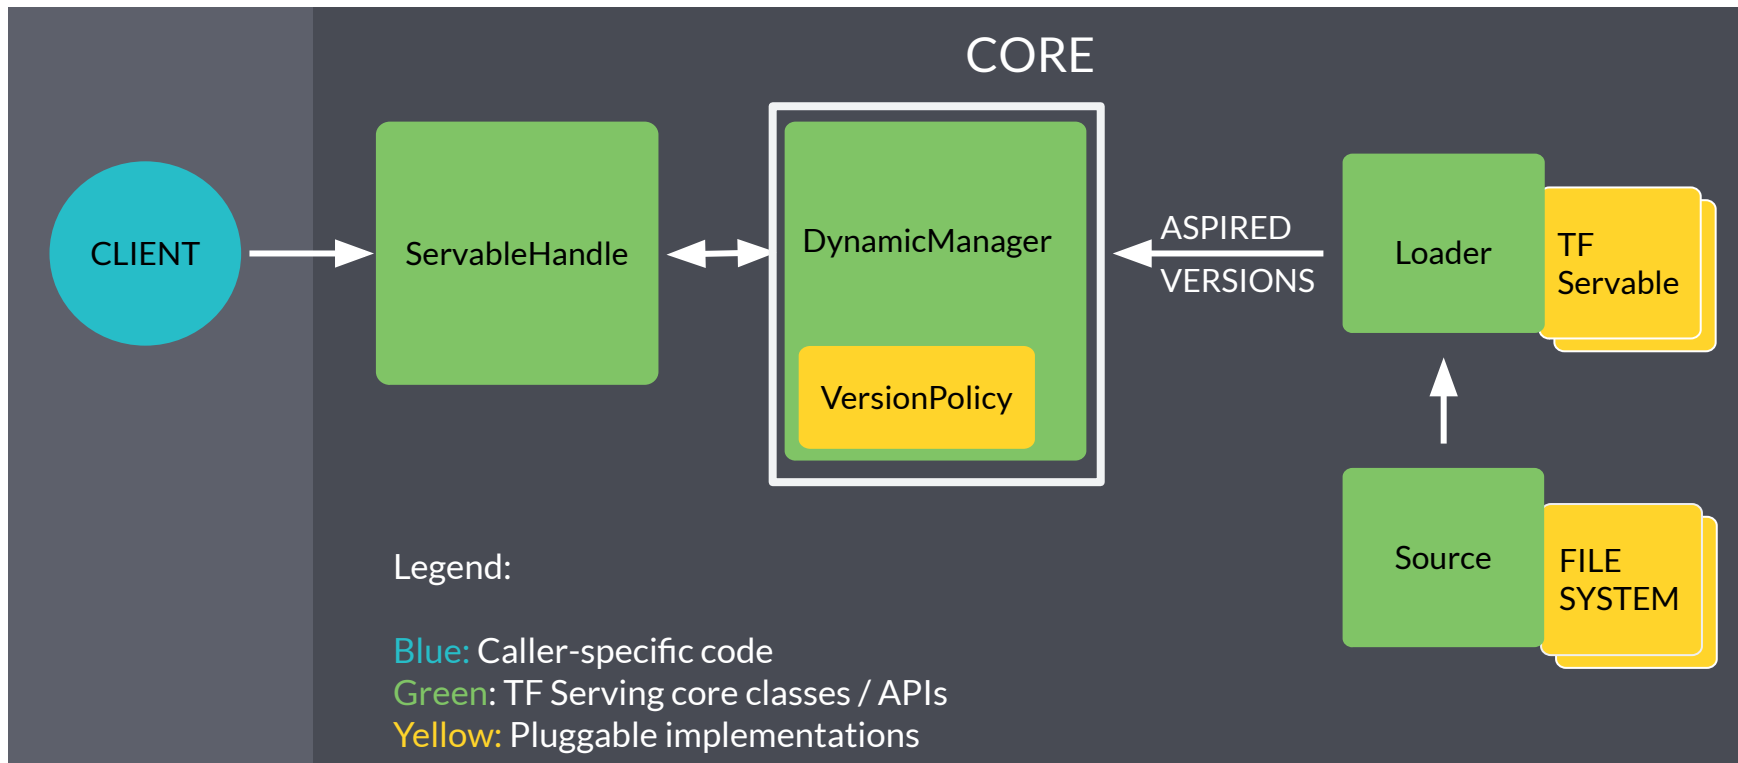 CORE
CLIENT
ServableHandle
DynamicManager
VersionPolicy
ASPIRED
VERSIONS
Loader
TF
Servable
Source
FILE
SYSTEM
Legend:
Blue: Caller-specific code
Green: TF Serving core classes / APIs
Yellow: Pluggable implementations